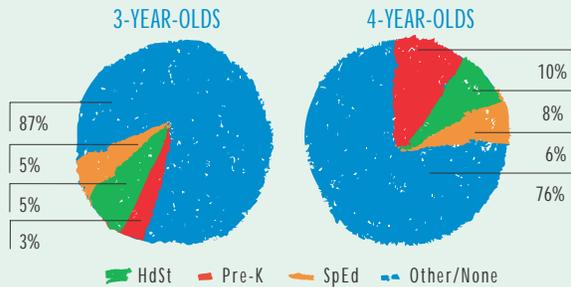 3-YEAR-OLDS
87%
5%
5%
3%
4-YEAR-OLDS
10%
8%
6%
76%
HdSt Pre-K SpEd Other/None